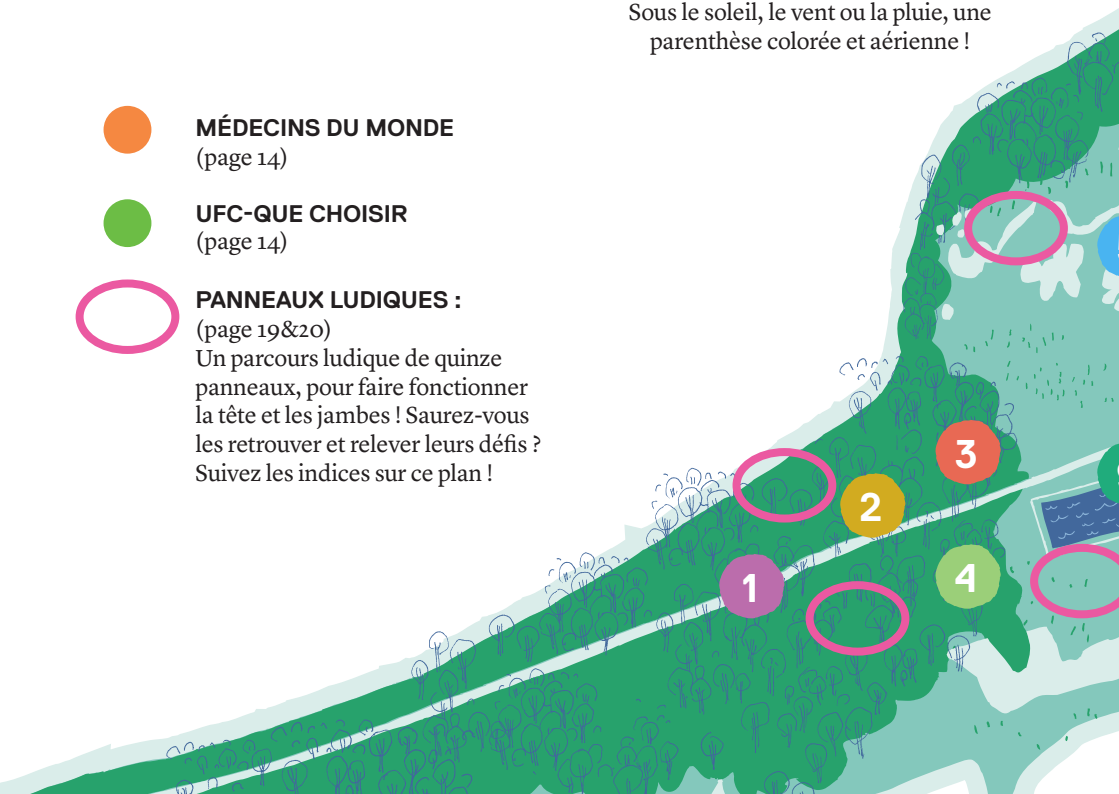 Sous le soleil, le vent ou la pluie, une
parenthèse colorée et aérienne !
MÉDECINS DU MONDE
(page 14)
UFC-QUE CHOISIR
(page 14)
PANNEAUX LUDIQUES :
(page 19&20)
Un parcours ludique de quinze
panneaux, pour faire fonctionner
la tête et les jambes ! Saurez-vous
les retrouver et relever leurs défis ?
Suivez les indices sur ce plan !
3
2
4
1